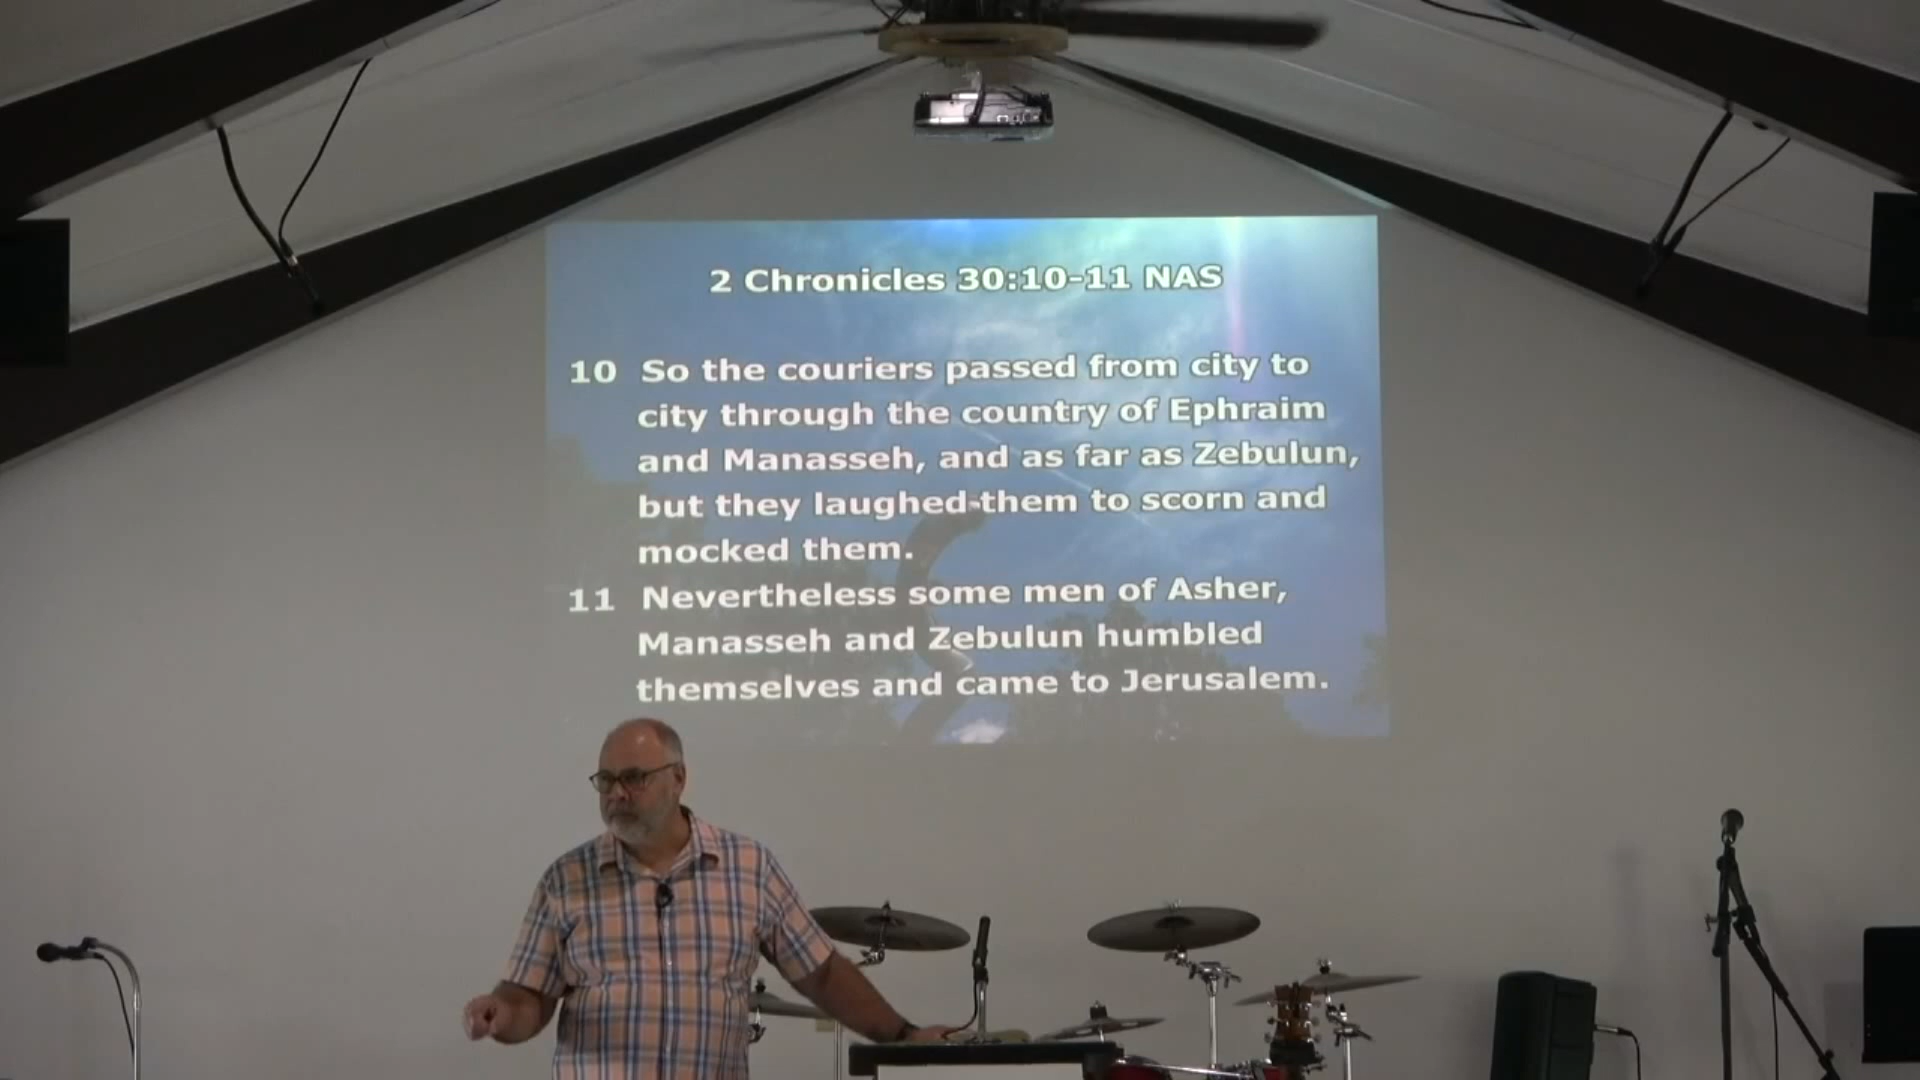 2 Chronicles 30:10-11 NAS
10 So the couriers passed from city to
city through the country of Ephraim
and Manasseh, and as far as Zebulun,
but they laughed them to scorn and
mocked them.
11 Nevertheless some men of Asher,
Manasseh and Zebulun humbled
themselves and came to Jerusalem.